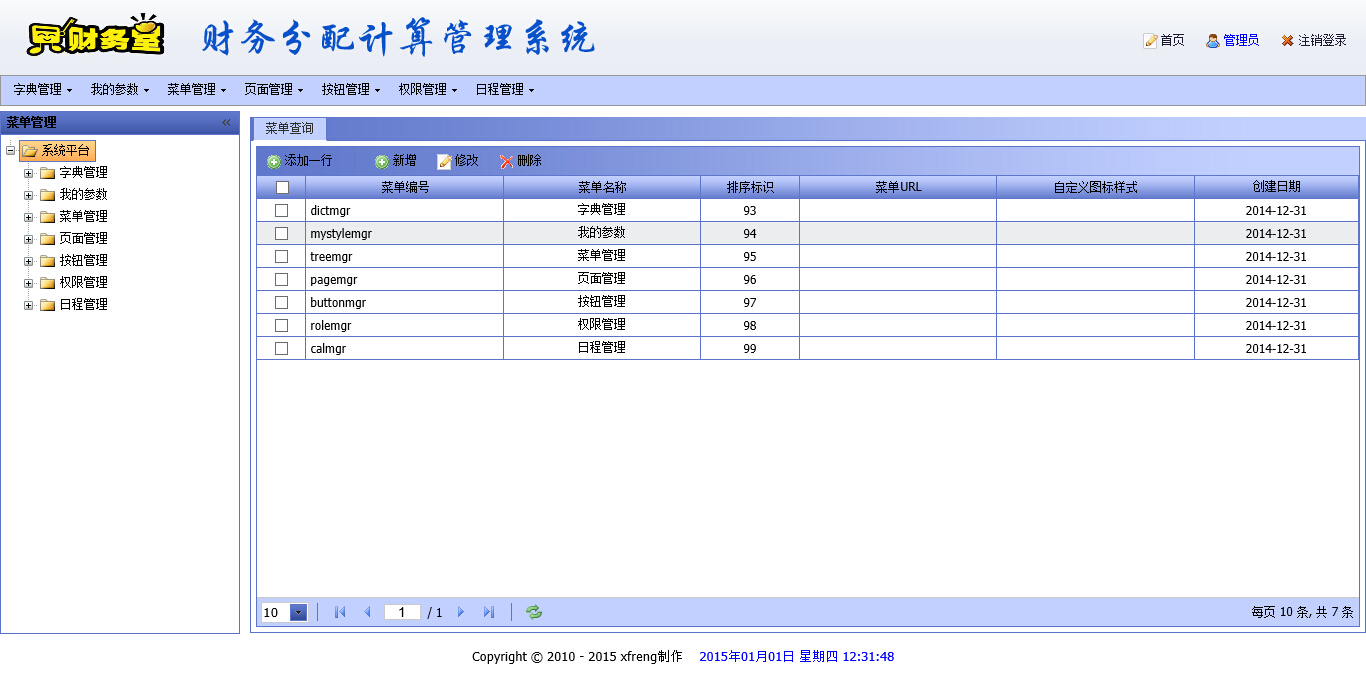 财务堂 财务分配计算管理系统 首页 管理员 注销登录
字典管理 我的参数 菜单管理 页面管理 按钮管理 权限管理 日程管理
菜单管理 «
系统平台
字典管理
我的参数
菜单管理
页面管理
按钮管理
权限管理
日程管理
菜单查询
添加一行 新增 修改 删除
菜单编号 菜单名称 排序标识 菜单URL 自定义图标样式 创建日期
dictmgr 字典管理 93 2014-12-31
mystylemgr 我的参数 94 2014-12-31
treemgr 菜单管理 95 2014-12-31
pagemgr 页面管理 96 2014-12-31
buttonmgr 按钮管理 97 2014-12-31
rolemgr 权限管理 98 2014-12-31
calmgr 日程管理 99 2014-12-31
10 1 / 1 每页 10 条, 共 7 条
Copyright © 2010 - 2015 xfreng制作 2015年01月01日 星期四 12:31:48